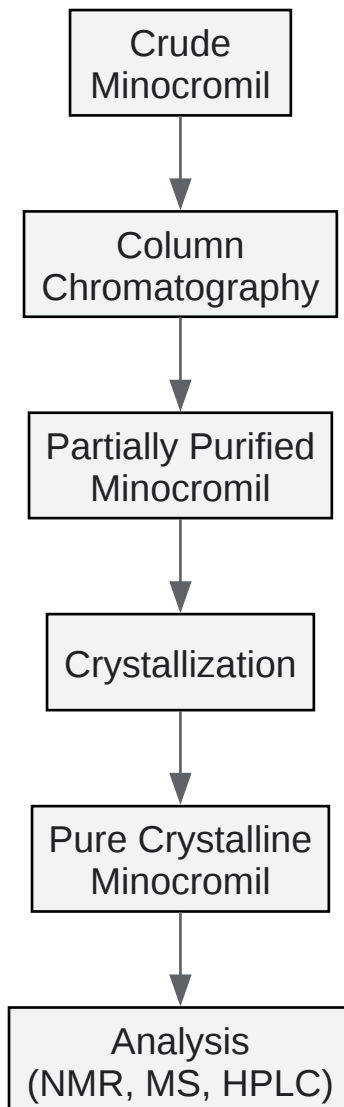 Crude
Minocromil
Column
Chromatography
Partially Purified
Minocromil
Crystallization
Pure Crystalline
Minocromil
Analysis
(NMR, MS, HPLC)